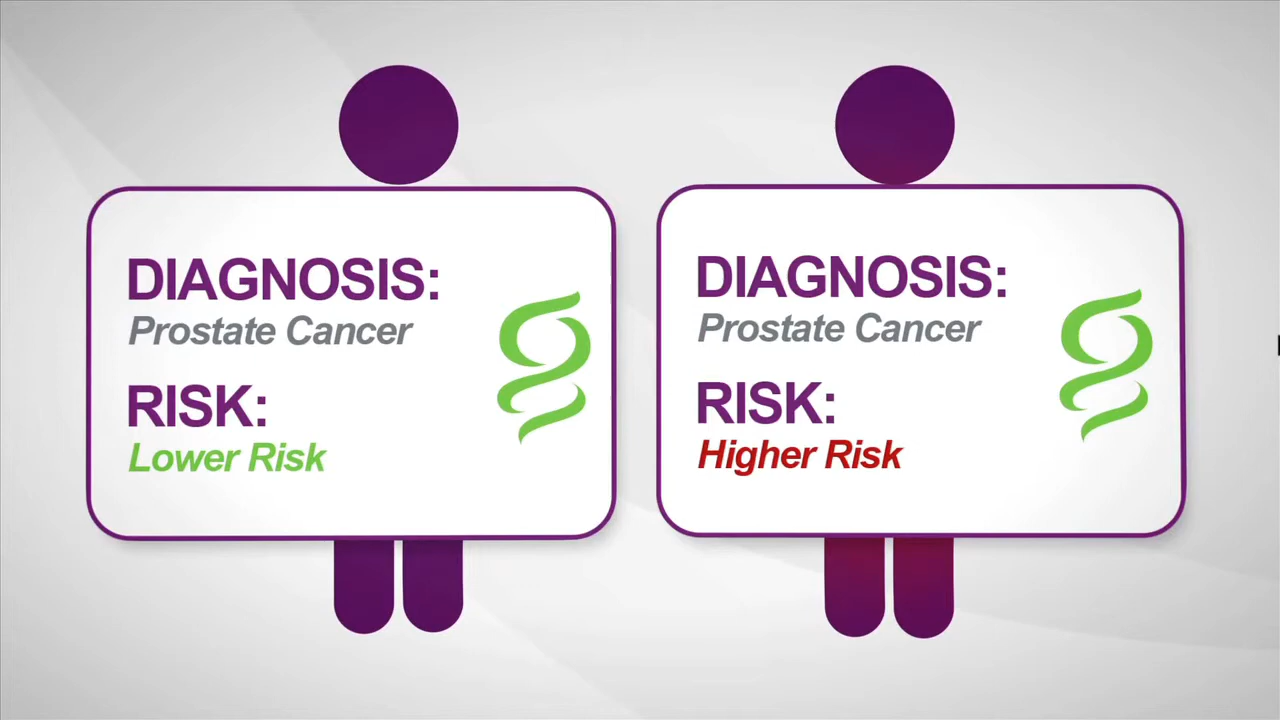 DIAGNOSIS:
Prostate Cancer
RISK:
Lower Risk
DIAGNOSIS:
Prostate Cancer
RISK:
Higher Risk